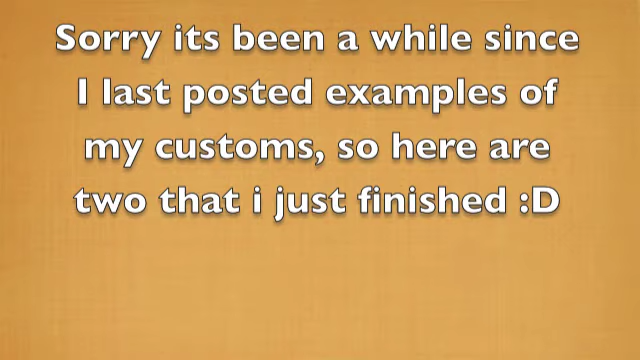 Sorry its been a while since
I last posted examples of
my customs, so here are
two that i just finished :D